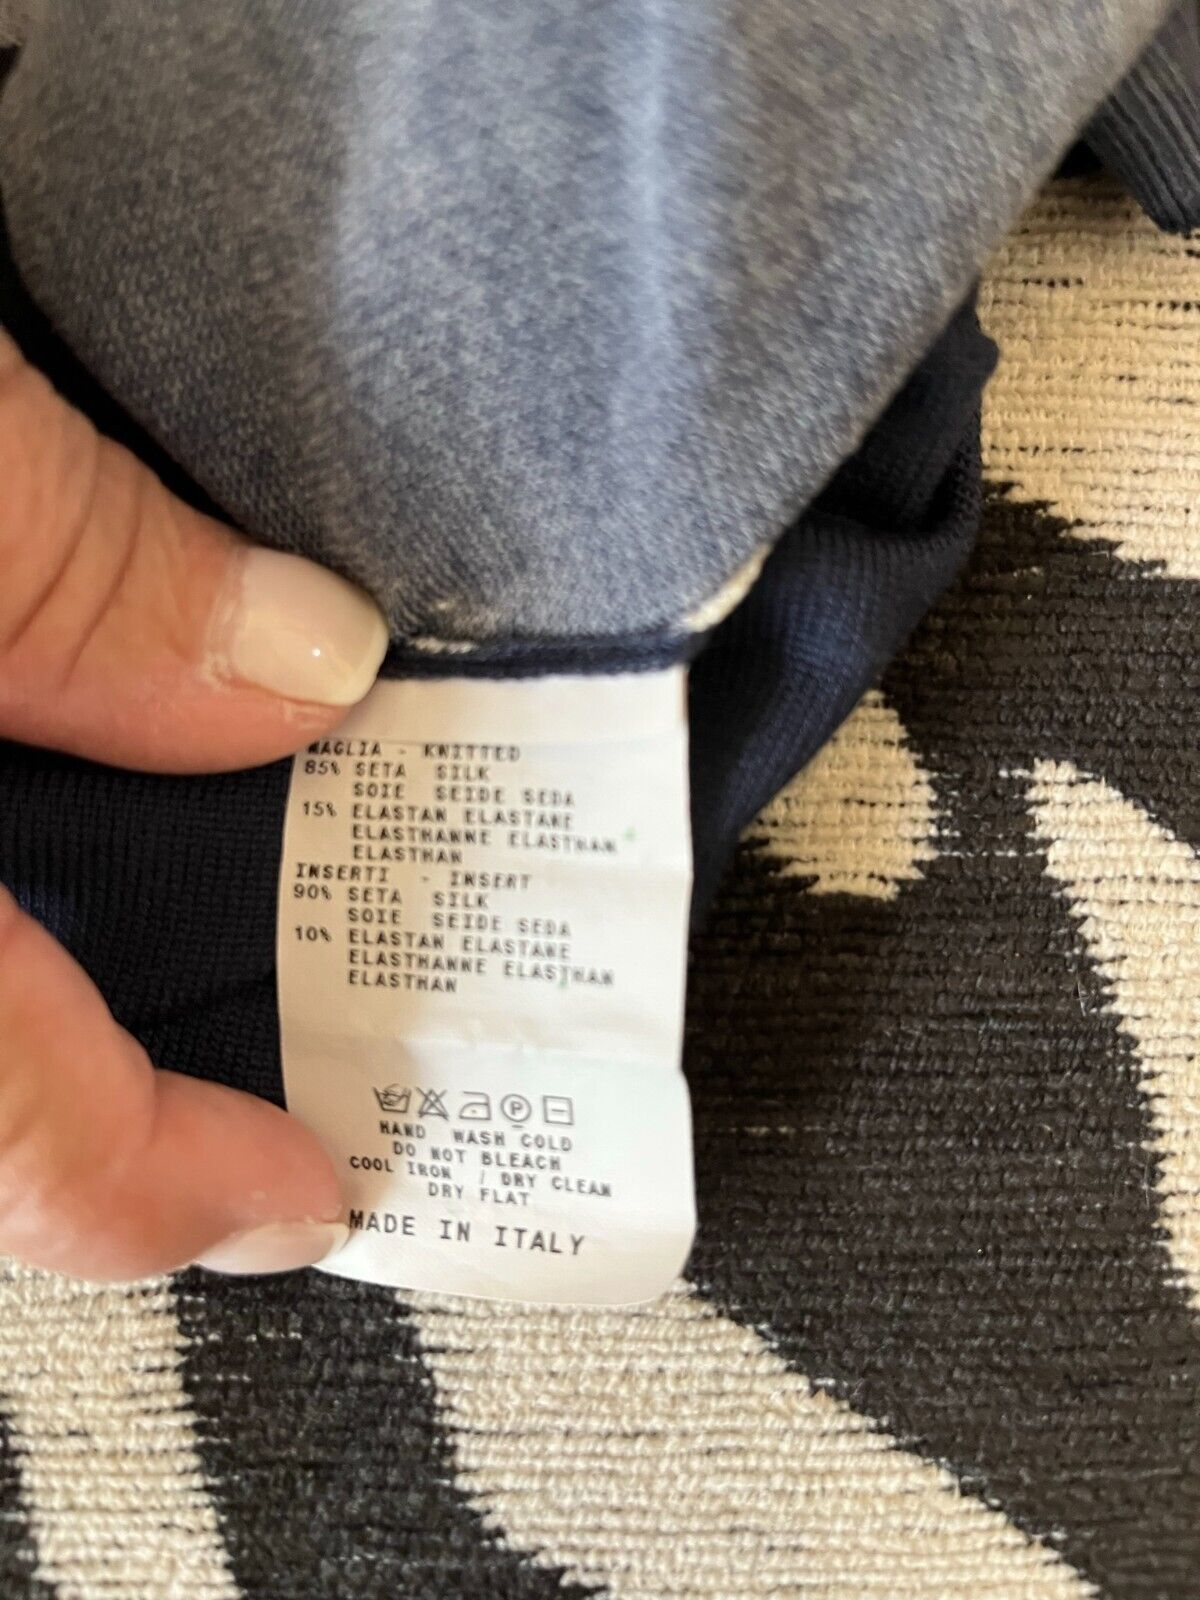 MAGLIA - KNITTED
85% SETA SILK
SOIE SEIDE SEDA
15% ELASTAN ELASTANE
ELASTHANNE ELASTHAN
ELASTHAN
INSERTI - INSERT
90% SETA SILK
SOIE SEIDE SEDA
10% ELASTAN ELASTANE
ELASTHANNE ELASTHAN
ELASTHAN
P
HAND WASH COLD
DO NOT BLEACH
COOL IRON / DRY CLEAN
DRY FLAT
MADE IN ITALY